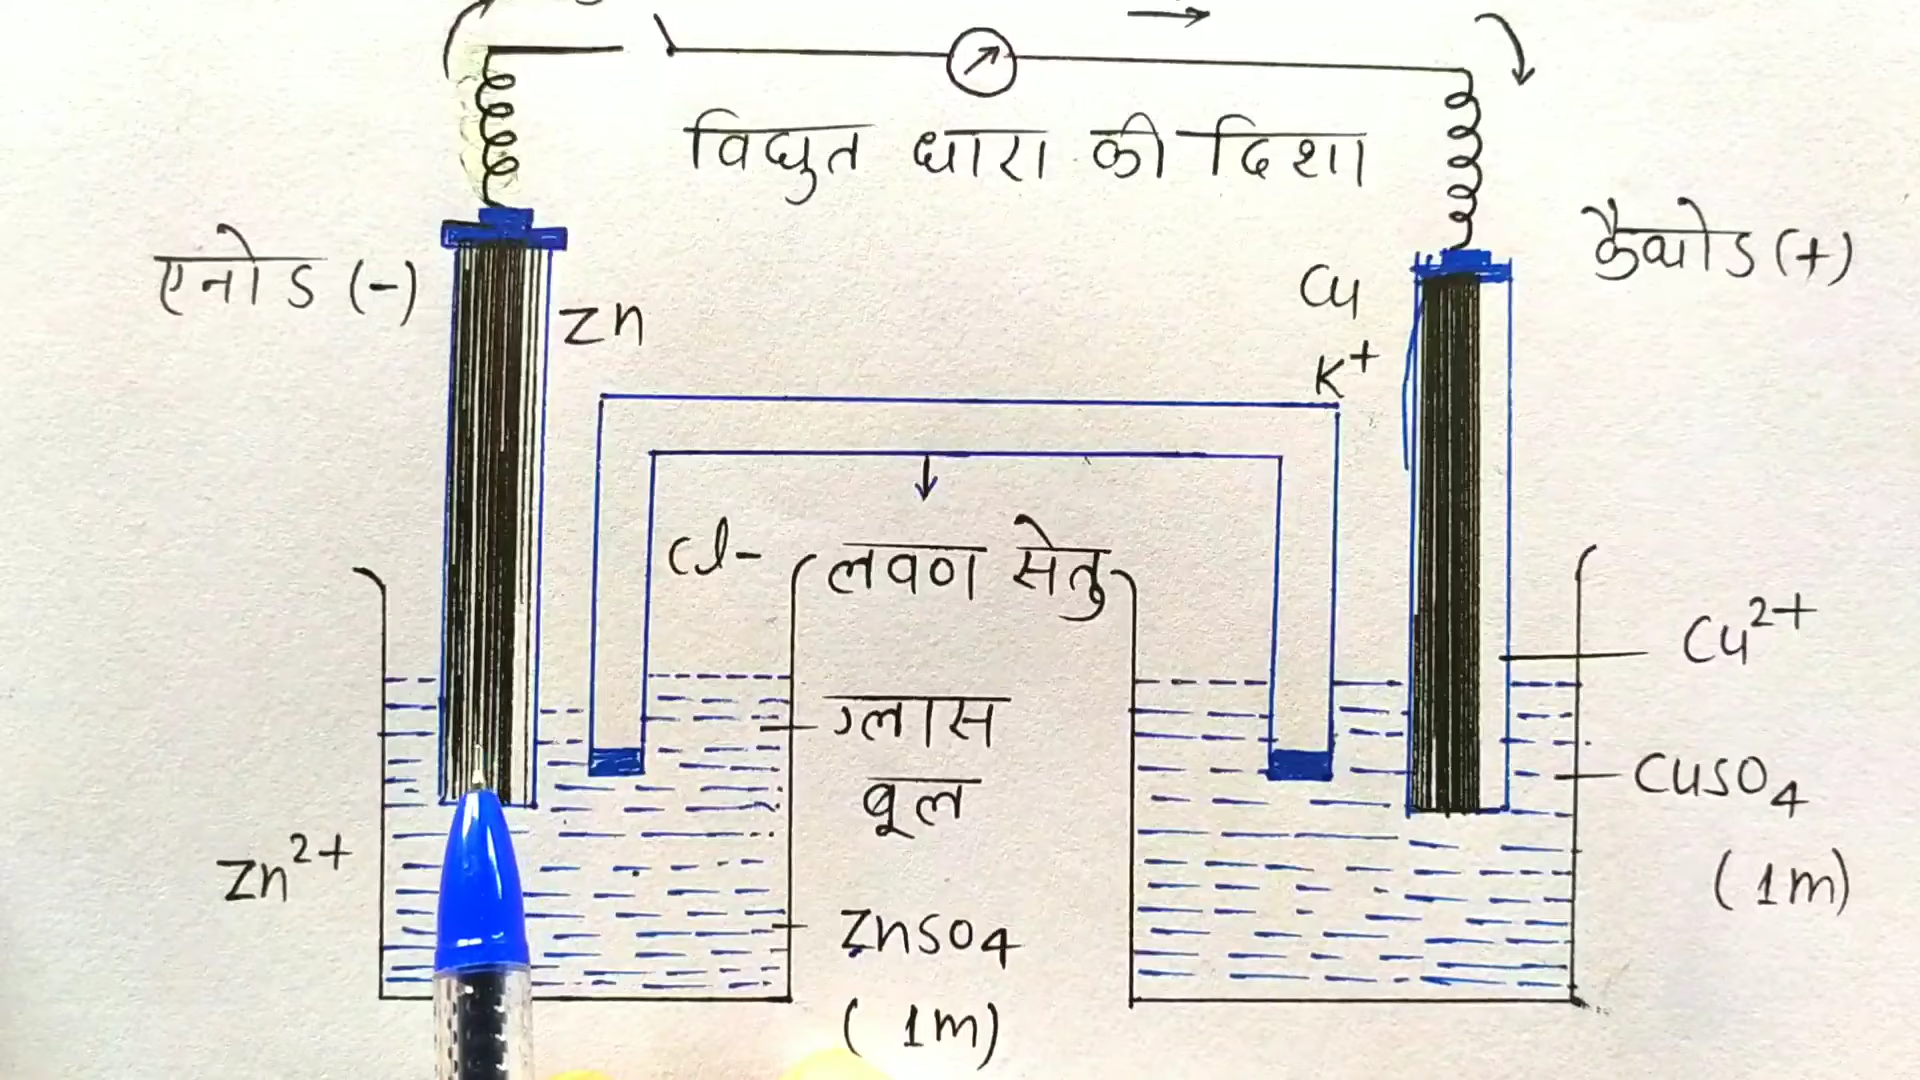 विद्युत धारा की दिशा
एनोड (-)
कैथोड (+)
Zn
Cu
K+
Cl-
लवण सेतु
Cu2+
ग्लास
वूल
CuSO4
(1m)
Zn2+
ZnSO4
(1m)